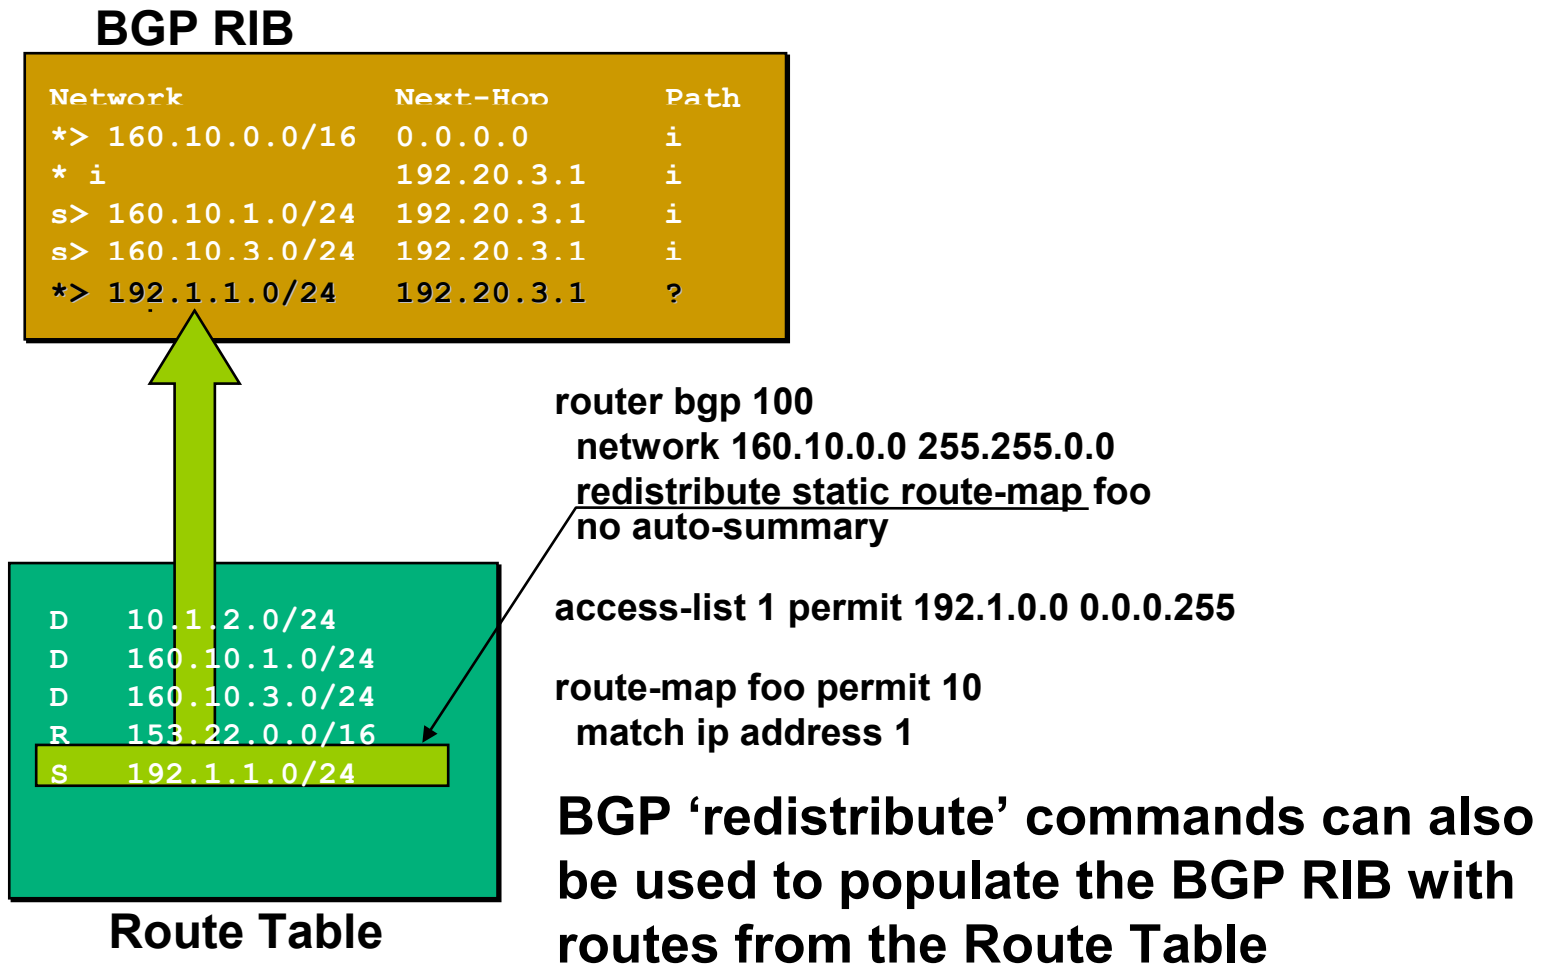 BGP RIB
Network Next-Hop Path
*> 160.10.0.0/16 0.0.0.0 i
* i 192.20.3.1 i
s> 160.10.1.0/24 192.20.3.1 i
s> 160.10.3.0/24 192.20.3.1 i
*> 192.1.1.0/24 192.20.3.1 ?
router bgp 100
network 160.10.0.0 255.255.0.0
redistribute static route-map foo
no auto-summary
access-list 1 permit 192.1.0.0 0.0.0.255
route-map foo permit 10
match ip address 1
D 10.1.2.0/24
D 160.10.1.0/24
D 160.10.3.0/24
R 153.22.0.0/16
S 192.1.1.0/24
Route Table
BGP ‘redistribute’ commands can also
be used to populate the BGP RIB with
routes from the Route Table